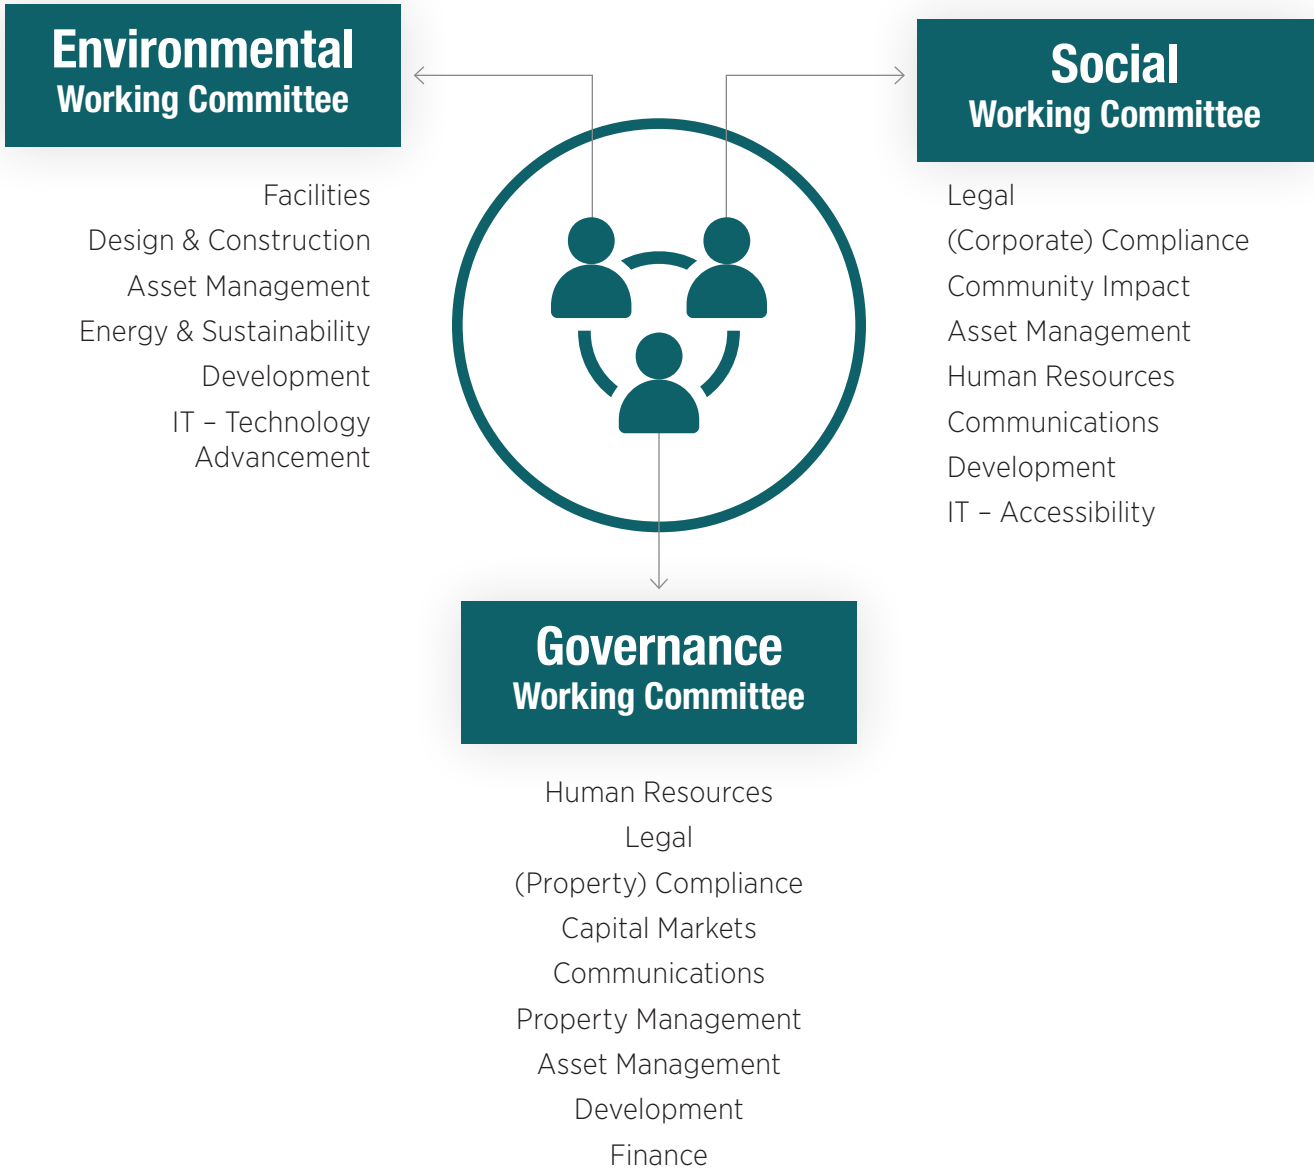 Environmental
Working Committee
Facilities
Design & Construction
Asset Management
Energy & Sustainability
Development
IT – Technology
Advancement
Social
Working Committee
Legal
(Corporate) Compliance
Community Impact
Asset Management
Human Resources
Communications
Development
IT – Accessibility
Governance
Working Committee
Human Resources
Legal
(Property) Compliance
Capital Markets
Communications
Property Management
Asset Management
Development
Finance